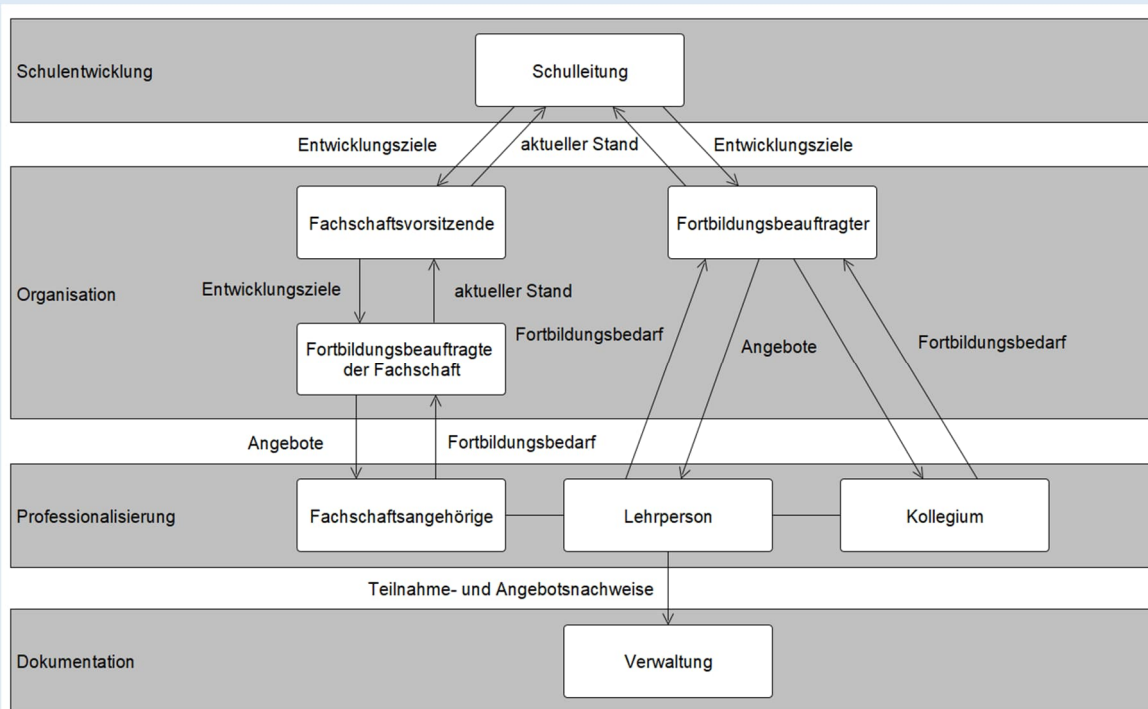 Schulentwicklung
Schulleitung
Entwicklungsziele
aktueller Stand
Entwicklungsziele
Organisation
Fachschaftsvorsitzende
Fortbildungsbeauftragter
Entwicklungsziele
aktueller Stand
Fortbildungsbeauftragte
der Fachschaft
Fortbildungsbedarf
Angebote
Fortbildungsbedarf
Angebote
Fortbildungsbedarf
Professionalisierung
Fachschaftsangehörige
Lehrperson
Kollegium
Teilnahme- und Angebotsnachweise
Dokumentation
Verwaltung